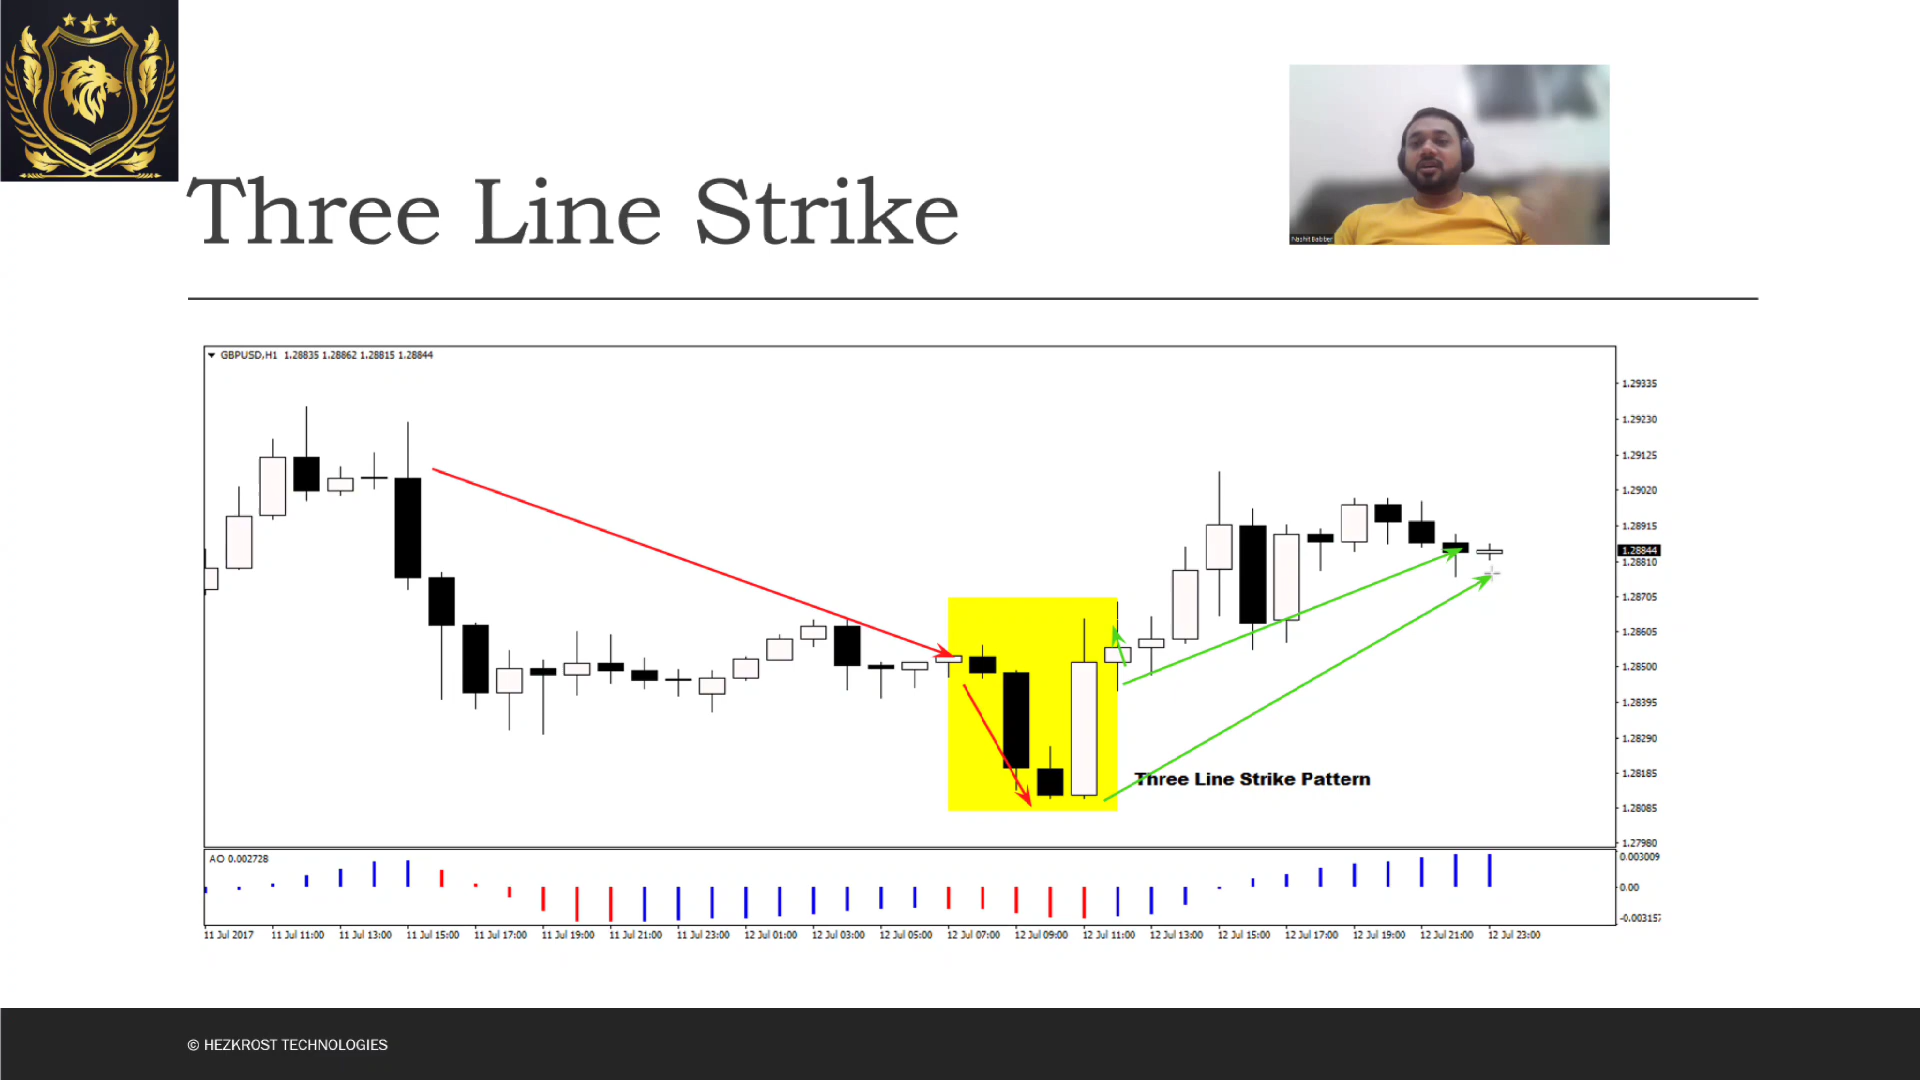 Three Line Strike
Nashit Babber
GBPUSD,H1 1.28835 1.28862 1.28815 1.28844
1.29335
1.29230
1.29125
1.29020
1.28915
1.28844
1.28810
1.28705
1.28605
1.28500
1.28395
1.28290
1.28185
1.28085
1.27980
Three Line Strike Pattern
AO 0.002728
0.003009
0.00
-0.003157
11 Jul 2017 11 Jul 11:00 11 Jul 13:00 11 Jul 15:00 11 Jul 17:00 11 Jul 19:00 11 Jul 21:00 11 Jul 23:00 12 Jul 01:00 12 Jul 03:00 12 Jul 05:00 12 Jul 07:00 12 Jul 09:00 12 Jul 11:00 12 Jul 13:00 12 Jul 15:00 12 Jul 17:00 12 Jul 19:00 12 Jul 21:00 12 Jul 23:00
© HEZKROST TECHNOLOGIES